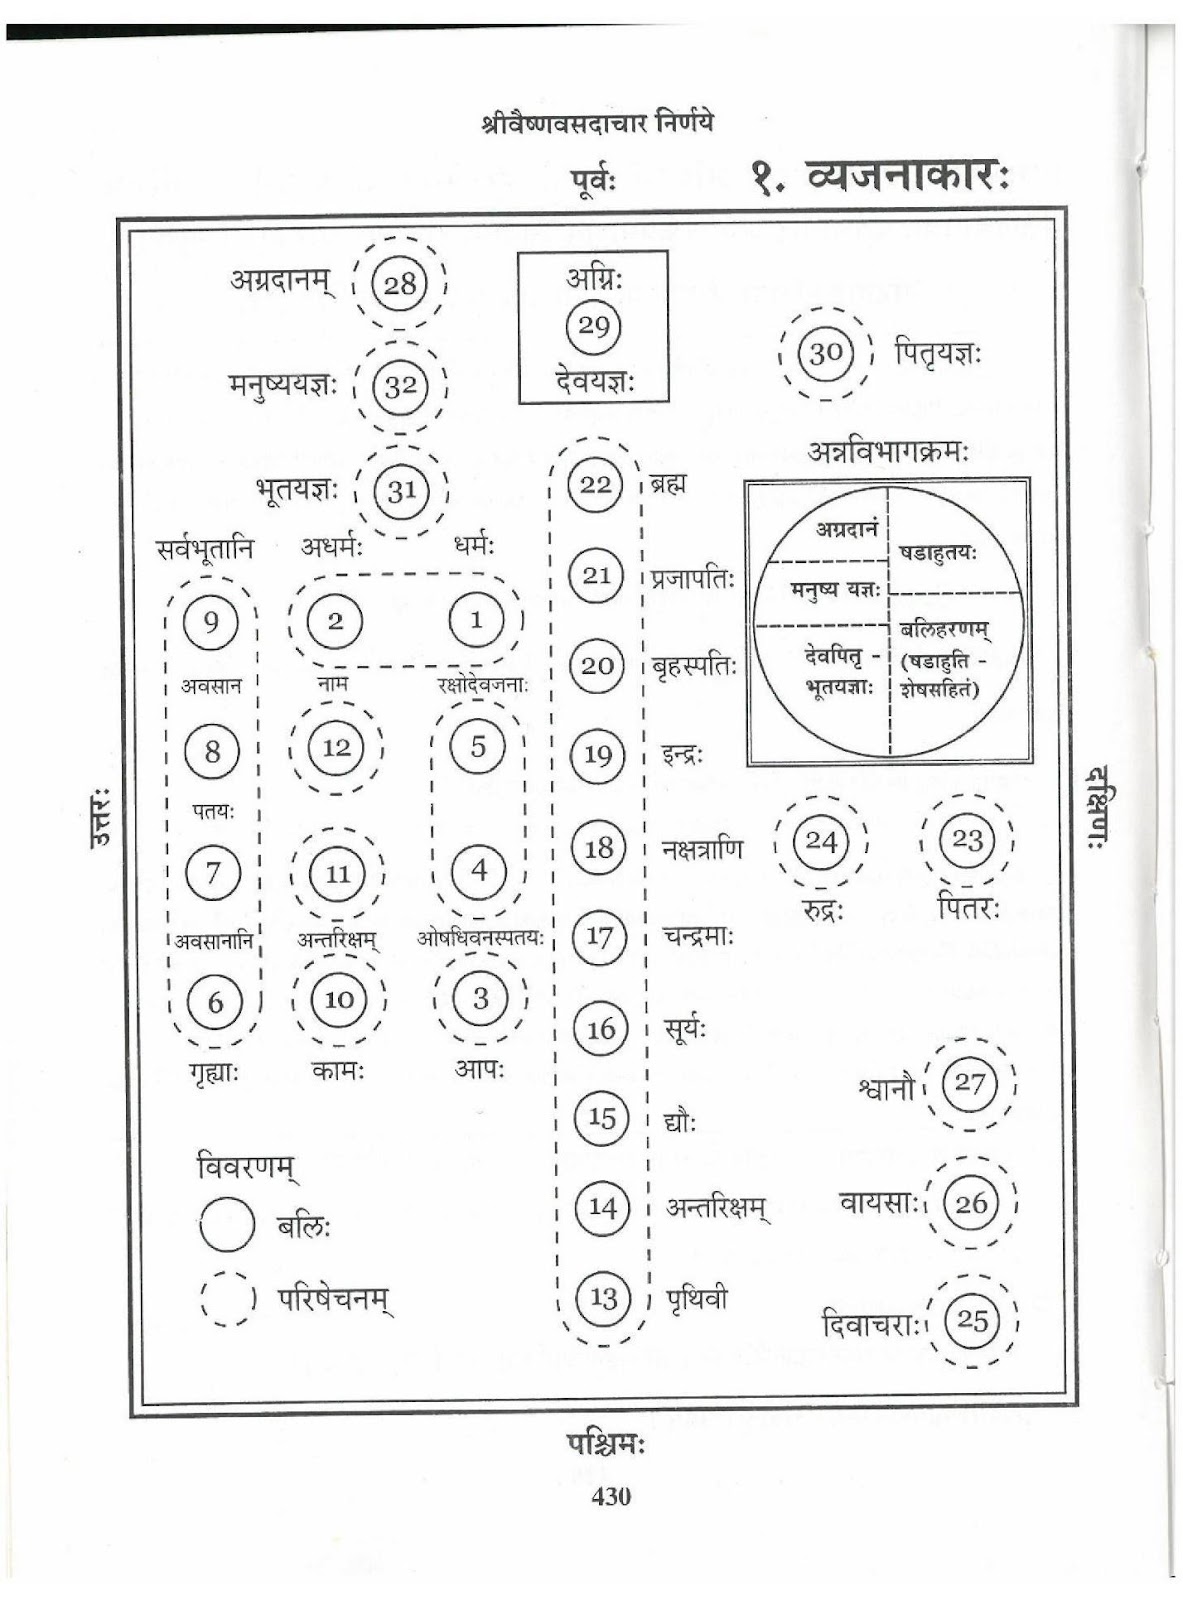 श्रीवैष्णवसदाचार निर्णये
पूर्वः
१. व्यजनाकारः
अग्रदानम् 28
अग्निः
29
देवयज्ञः
30 पितृयज्ञः
मनुष्ययज्ञः 32
भूतयज्ञः 31
सर्वभूतानि अधर्मः धर्मः
9 2 1
अवसान नाम रक्षोदेवजनाः
8 12 5
पतयः
7 11 4
अवसानानि अन्तरिक्षम् ओषधिवनस्पतयः
6 10 3
गृह्याः कामः आपः
22 ब्रह्म
21 प्रजापतिः
20 बृहस्पतिः
19 इन्द्रः
18 नक्षत्राणि
17 चन्द्रमाः
16 सूर्यः
15 द्यौः
14 अन्तरिक्षम्
13 पृथिवी
अन्नविभागक्रमः
अग्रदानं
षडाहुतयः
मनुष्य यज्ञः
देवपितृ -
भूतयज्ञाः
बलिहरणम्
(षडाहुति -
शेषसहितं)
24 23
रुद्रः पितरः
श्वानौ 27
वायसाः 26
दिवाचराः 25
विवरणम्
बलिः
परिषेचनम्
उत्तरः
दक्षिणः
पश्चिमः
430